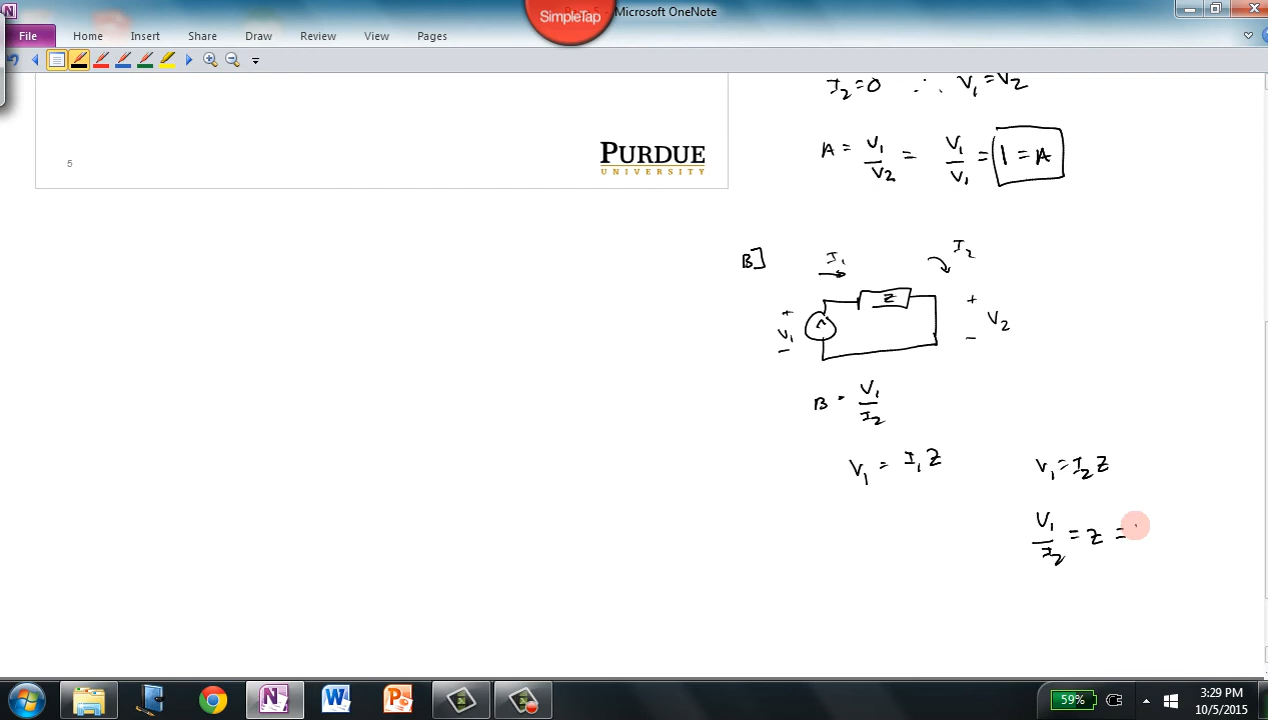 SimpleTap
- Microsoft OneNote
File Home Insert Share Draw Review View Pages
I₂=0 ∴ V₁=V₂
A = V₁/V₂ = V₁/V₁ = 1 = A
5
PURDUE
UNIVERSITY
B]
I₁
I₂
Z
+
V₁
−
+
V₂
−
B = V₁/I₂
V₁ = I₁Z
V₁=I₂Z
V₁/I₂ = Z =
59%
3:29 PM
10/5/2015